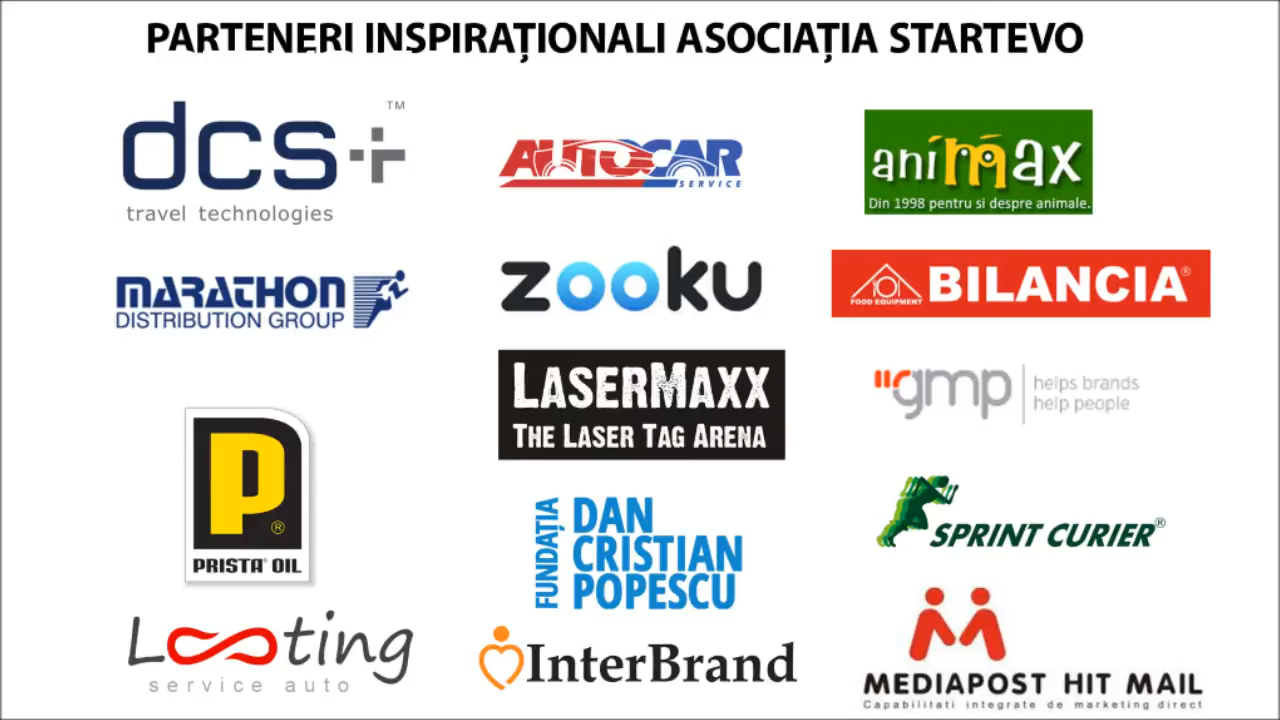 PARTENERI INSPIRAȚIONALI ASOCIAȚIA STARTEVO
dcs+ ™
travel technologies
AUTOCAR
SERVICE
animax
Din 1998 pentru si despre animale.
MARATHON
DISTRIBUTION GROUP
zooku
FOOD EQUIPMENT
BILANCIA®
LASERMAXX
THE LASER TAG ARENA
gmp
helps brands
help people
P®
PRISTA® OIL
FUNDAȚIA
DAN
CRISTIAN
POPESCU
SPRINT CURIER®
Looting
service auto
InterBrand
MEDIAPOST HIT MAIL
Capabilitati integrate de marketing direct